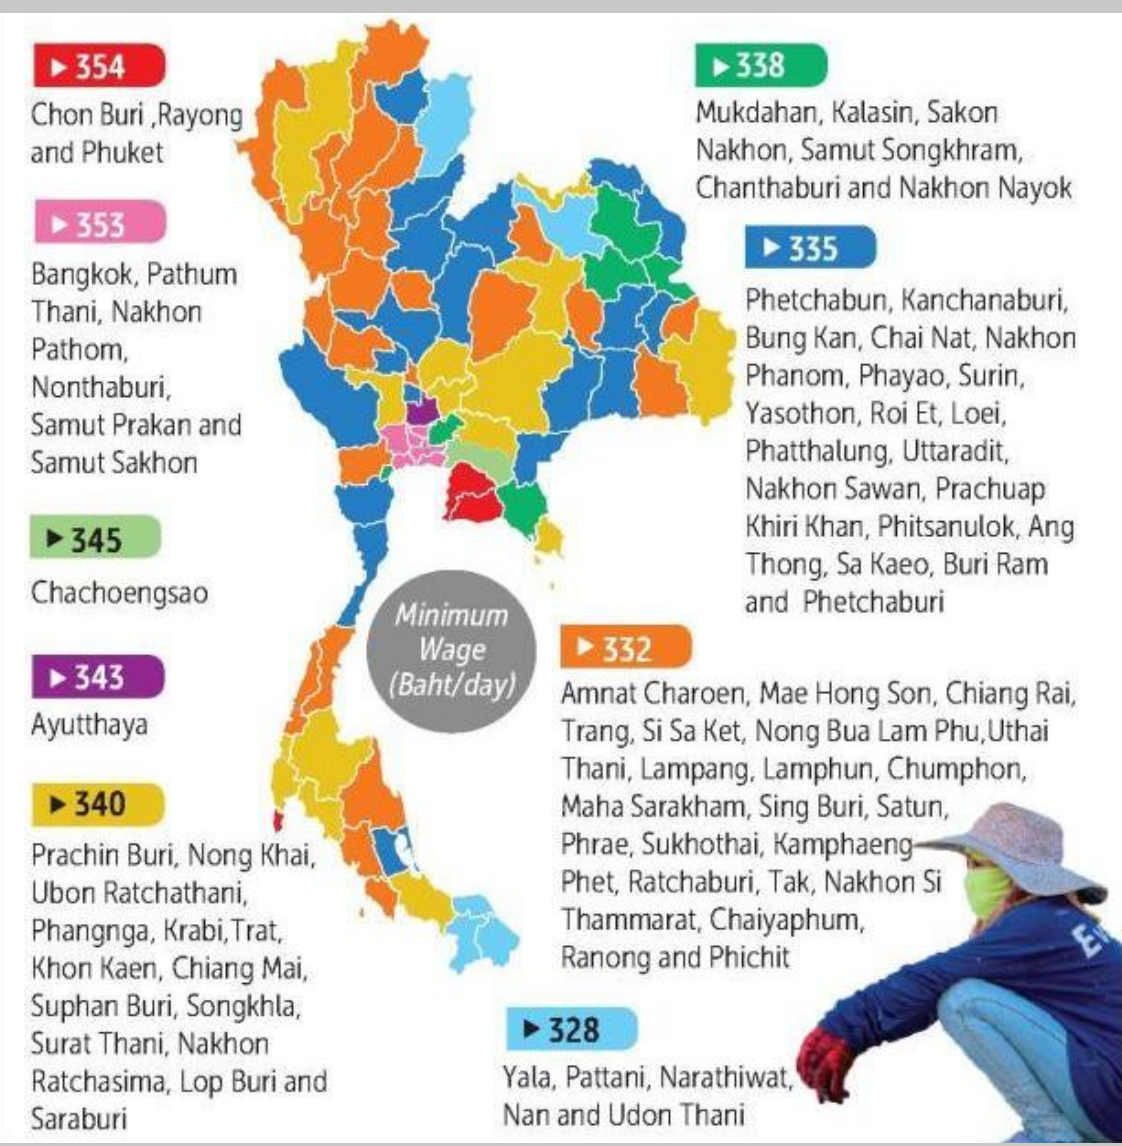 ▶354
Chon Buri ,Rayong
and Phuket
▶353
Bangkok, Pathum
Thani, Nakhon
Pathom,
Nonthaburi,
Samut Prakan and
Samut Sakhon
▶345
Chachoengsao
▶343
Ayutthaya
▶340
Prachin Buri, Nong Khai,
Ubon Ratchathani,
Phangnga, Krabi,Trat,
Khon Kaen, Chiang Mai,
Suphan Buri, Songkhla,
Surat Thani, Nakhon
Ratchasima, Lop Buri and
Saraburi
Minimum
Wage
(Baht/day)
▶338
Mukdahan, Kalasin, Sakon
Nakhon, Samut Songkhram,
Chanthaburi and Nakhon Nayok
▶335
Phetchabun, Kanchanaburi,
Bung Kan, Chai Nat, Nakhon
Phanom, Phayao, Surin,
Yasothon, Roi Et, Loei,
Phatthalung, Uttaradit,
Nakhon Sawan, Prachuap
Khiri Khan, Phitsanulok, Ang
Thong, Sa Kaeo, Buri Ram
and Phetchaburi
▶332
Amnat Charoen, Mae Hong Son, Chiang Rai,
Trang, Si Sa Ket, Nong Bua Lam Phu,Uthai
Thani, Lampang, Lamphun, Chumphon,
Maha Sarakham, Sing Buri, Satun,
Phrae, Sukhothai, Kamphaeng
Phet, Ratchaburi, Tak, Nakhon Si
Thammarat, Chaiyaphum,
Ranong and Phichit
▶328
Yala, Pattani, Narathiwat,
Nan and Udon Thani